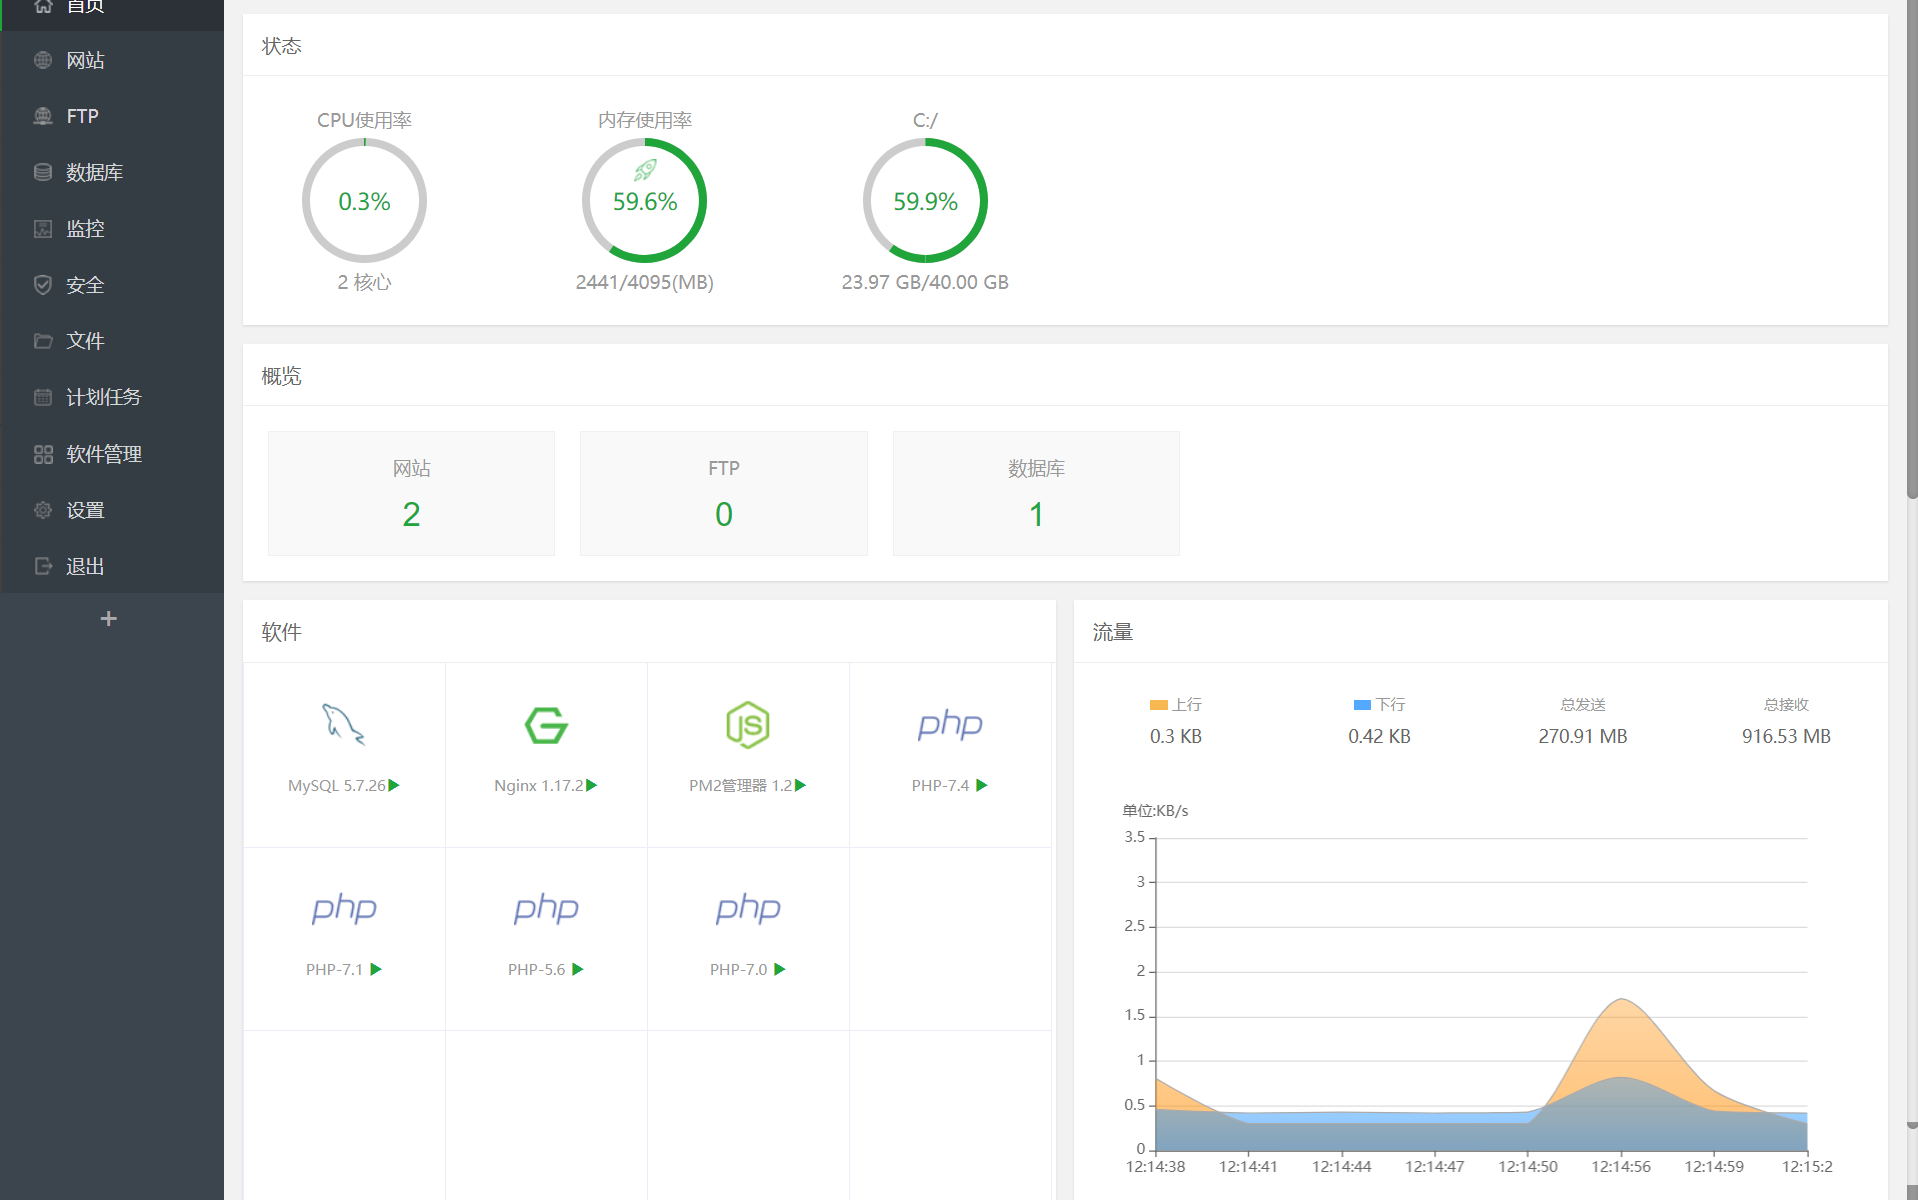 首页
网站
FTP
数据库
监控
安全
文件
计划任务
软件管理
设置
退出
+
状态
CPU使用率
0.3%
2 核心
内存使用率
59.6%
2441/4095(MB)
C:/
59.9%
23.97 GB/40.00 GB
概览
网站
2
FTP
0
数据库
1
软件
MySQL 5.7.26
Nginx 1.17.2
JS
PM2管理器 1.2
php
PHP-7.4
php
PHP-7.1
php
PHP-5.6
php
PHP-7.0
流量
上行
0.3 KB
下行
0.42 KB
总发送
270.91 MB
总接收
916.53 MB
单位:KB/s
3.5
3
2.5
2
1.5
1
0.5
0
12:14:38 12:14:41 12:14:44 12:14:47 12:14:50 12:14:56 12:14:59 12:15:2